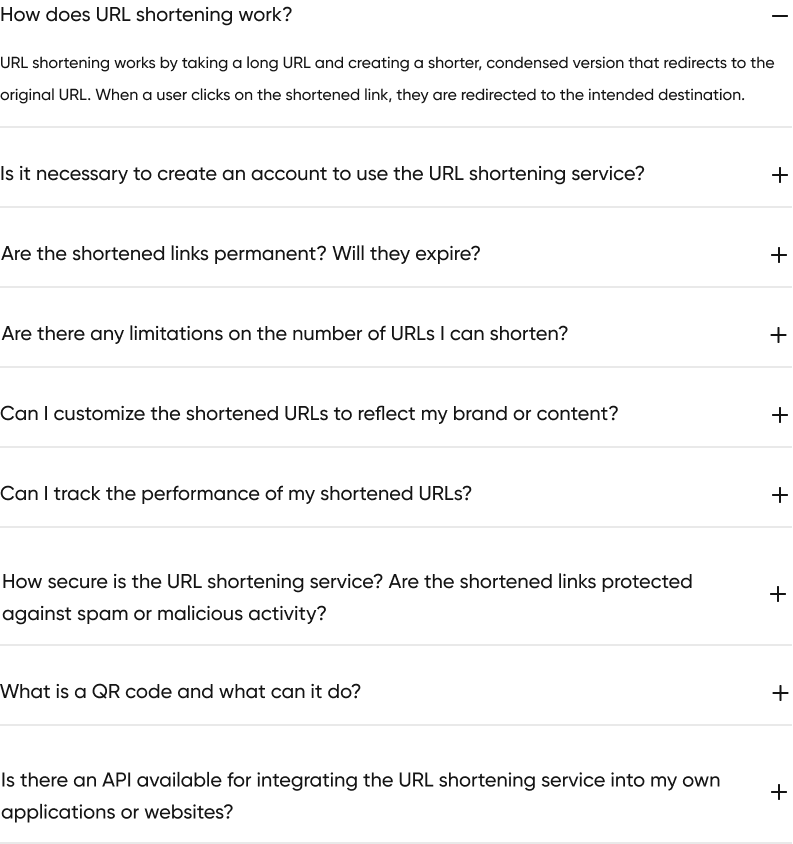 How does URL shortening work?
URL shortening works by taking a long URL and creating a shorter, condensed version that redirects to the
original URL. When a user clicks on the shortened link, they are redirected to the intended destination.
Is it necessary to create an account to use the URL shortening service?
Are the shortened links permanent? Will they expire?
Are there any limitations on the number of URLs I can shorten?
Can I customize the shortened URLs to reflect my brand or content?
Can I track the performance of my shortened URLs?
How secure is the URL shortening service? Are the shortened links protected
against spam or malicious activity?
What is a QR code and what can it do?
Is there an API available for integrating the URL shortening service into my own
applications or websites?